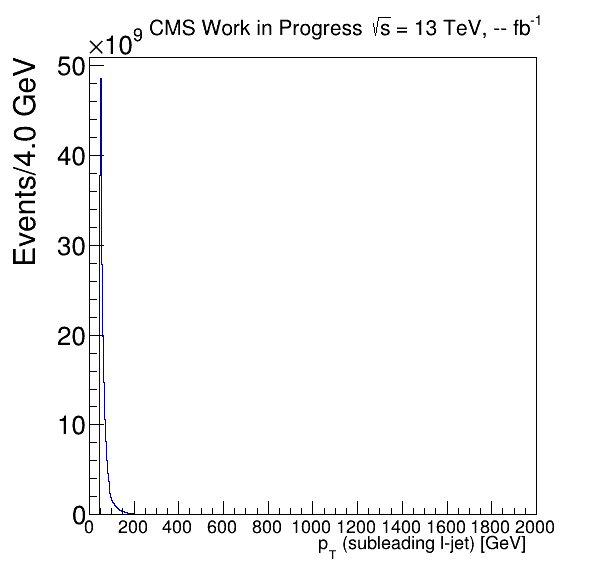 ×10⁹ CMS Work in Progress √s = 13 TeV, -- fb⁻¹
Events/4.0 GeV
50
40
30
20
10
0
0 200 400 600 800 1000 1200 1400 1600 1800 2000
p_T (subleading l-jet) [GeV]